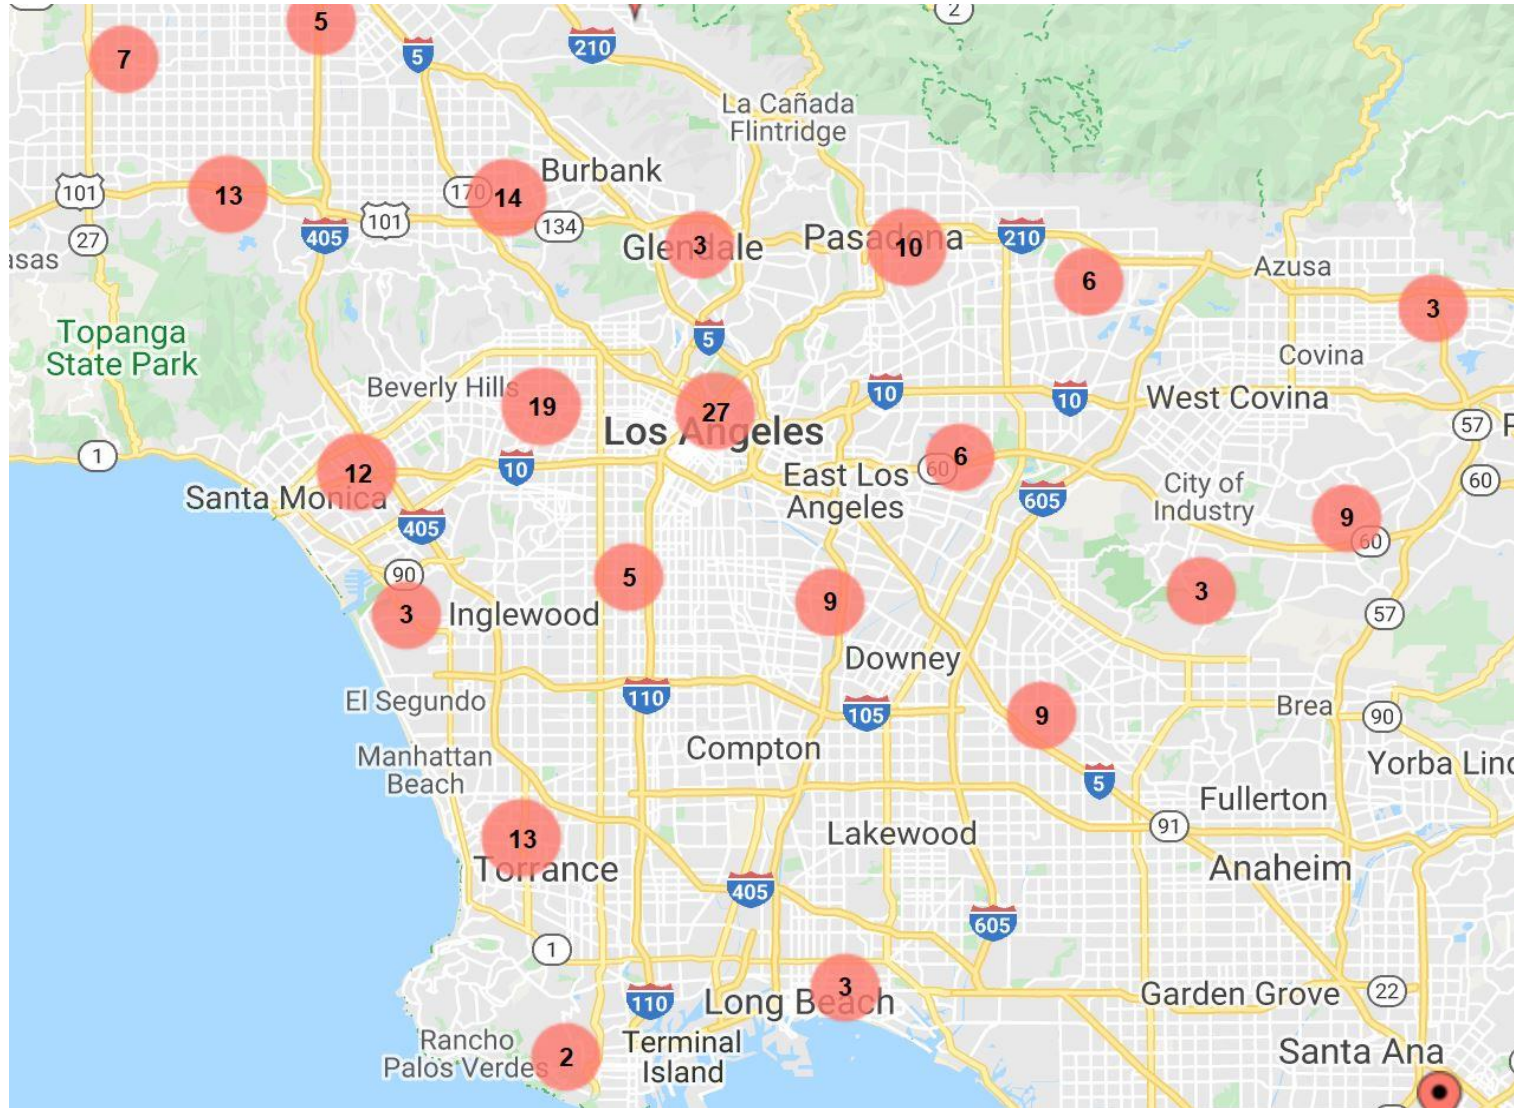 5
2
7
5
210
La Cañada
Flintridge
Burbank
101
13
170
14
134
101
405
27
Glendale
3
Pasadena
10
210
6
Azusa
3
Topanga
State Park
5
Covina
Beverly Hills
19
27
Los Angeles
10
10
West Covina
57
1
12
Santa Monica
10
405
East Los
Angeles
60
6
605
City of
Industry
60
9
60
90
3
Inglewood
5
9
3
57
Downey
El Segundo
110
105
9
Brea
90
Manhattan
Beach
Compton
5
Yorba Lind
Fullerton
13
Torrance
Lakewood
91
Anaheim
405
605
1
110
Long Beach
3
Garden Grove
22
Rancho
Palos Verdes
2
Terminal
Island
Santa Ana